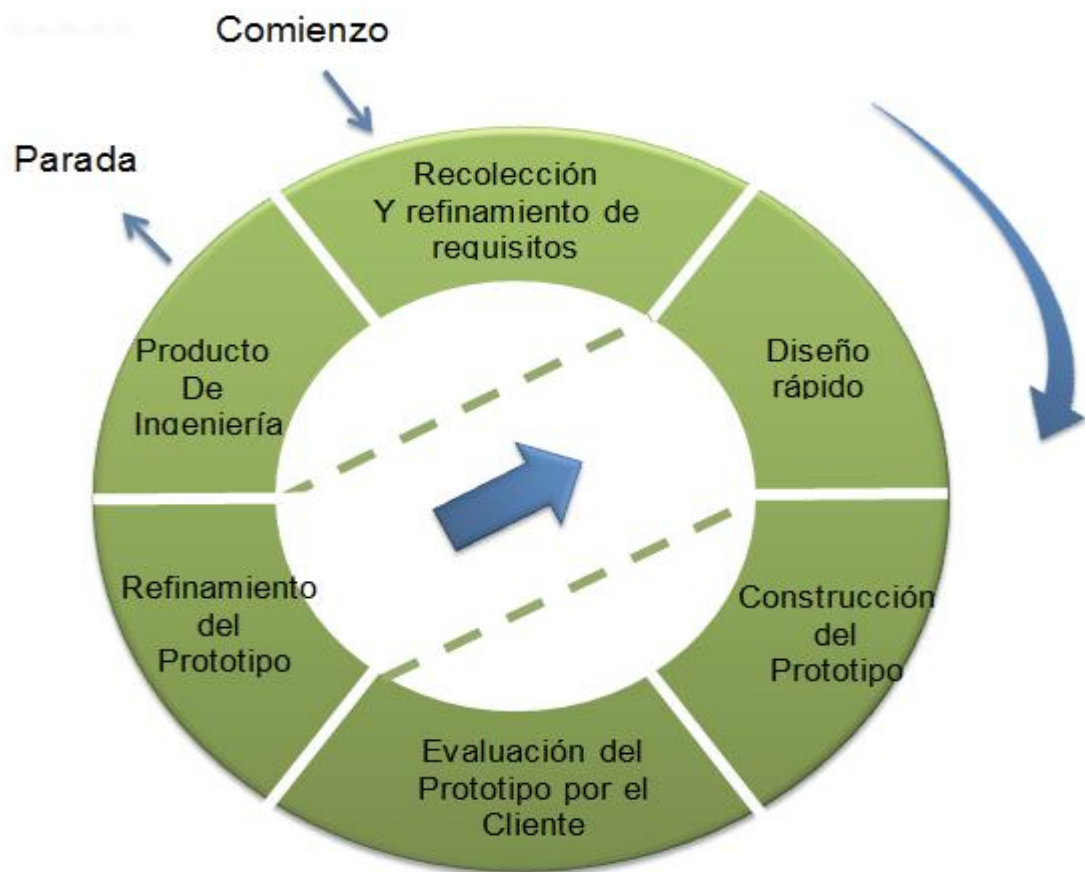 Comienzo
Parada
Recolección
Y refinamiento de
requisitos
Diseño
rápido
Construcción
del
Prototipo
Evaluación del
Prototipo por el
Cliente
Refinamiento
del
Prototipo
Producto
De
Ingeniería